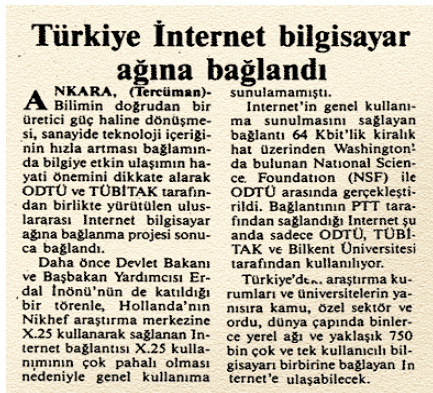 Türkiye İnternet bilgisayar
ağına bağlandı
ANKARA, (Tercüman)-
Bilimin doğrudan bir
üretici güç haline dönüşme-
si, sanayide teknoloji içeriği-
nin hızla artması bağlamın-
da bilgiye etkin ulaşımın ha-
yati önemini dikkate alarak
ODTÜ ve TÜBİTAK tarafın-
dan birlikte yürütülen ulus-
lararası Internet bilgisayar
ağına bağlanma projesi sonu-
ca bağlandı.
Daha önce Devlet Bakanı
ve Başbakan Yardımcısı Er-
dal İnönü'nün de katıldığı
bir törenle, Hollanda'nın
Nikhef araştırma merkezine
X.25 kullanarak sağlanan In-
ternet bağlantısı X.25 kulla-
nımının çok pahalı olması
nedeniyle genel kullanıma
sunulamamıştı.
Internet'in genel kullanı-
ma sunulmasını sağlayan
bağlantı 64 Kbit'lik kiralık
hat üzerinden Washington'
da bulunan National Scien-
ce Foundation (NSF) ile
ODTÜ arasında gerçekleşti-
rildi. Bağlantının PTT tara-
fından sağlandığı Internet şu
anda sadece ODTÜ, TÜBİ-
TAK ve Bilkent Üniversitesi
tarafından kullanılıyor.
Türkiye'den araştırma ku-
rumları ve üniversitelerin ya-
nısıra kamu, özel sektör ve
ordu, dünya çapında binler-
ce yerel ağı ve yaklaşık 750
bin çok ve tek kullanıcılı bil-
gisayarı birbirine bağlayan In
ternet'e ulaşabilecek.